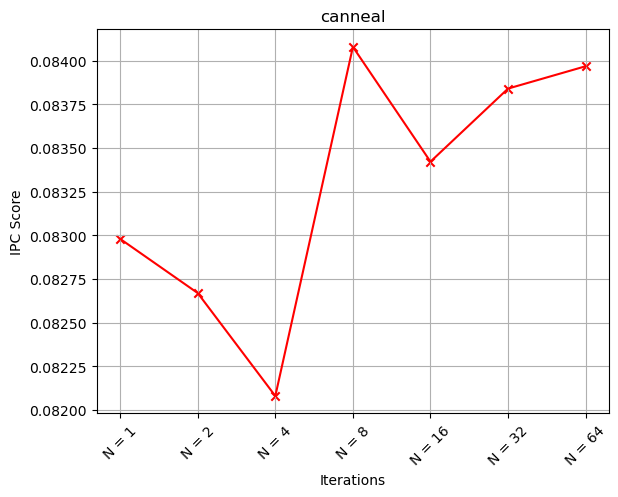 canneal
IPC Score
0.08400
0.08375
0.08350
0.08325
0.08300
0.08275
0.08250
0.08225
0.08200
N = 1
N = 2
N = 4
N = 8
N = 16
N = 32
N = 64
Iterations